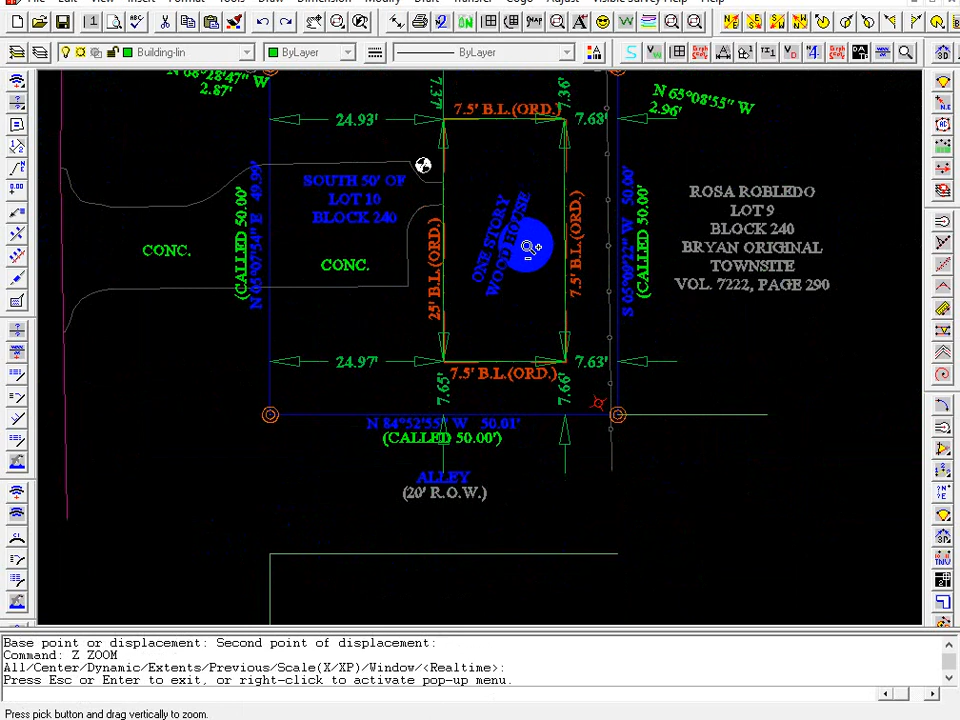 Building-lin
ByLayer
ByLayer
N 68°28'47" W
2.87'
7.37'
7.36'
N 65°08'55" W
2.96'
7.5' B.L.(ORD.)
24.93'
7.63'
SOUTH 50' OF
LOT 10
BLOCK 240
CONC.
CONC.
(CALLED 50.00')
N 65°07'54" E 49.99'
25' B.L.(ORD.)
ONE STORY
WOOD HOUSE
7.5' B.L.(ORD.)
S 65°09'22" W 50.00'
(CALLED 50.00')
ROSA ROBLEDO
LOT 9
BLOCK 240
BRYAN ORIGINAL
TOWNSITE
VOL. 7222, PAGE 290
24.97'
7.63'
7.5' B.L.(ORD.)
7.65'
7.66'
N 84°52'55" W 50.01'
(CALLED 50.00')
ALLEY
(20' R.O.W.)
Base point or displacement: Second point of displacement:
Command: Z ZOOM
All/Center/Dynamic/Extents/Previous/Scale(X/XP)/Window/<Realtime>:
Press Esc or Enter to exit, or right-click to activate pop-up menu.
Press pick button and drag vertically to zoom.